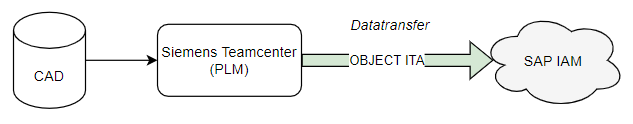 Datatransfer
CAD
Siemens Teamcenter
(PLM)
OBJECT ITA
SAP IAM